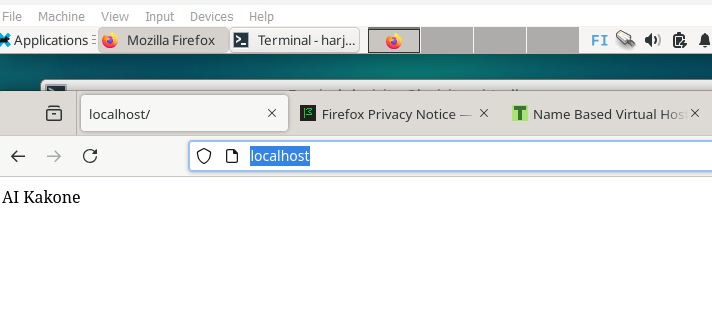 File Machine View Input Devices Help
Applications Mozilla Firefox Terminal - harj... FI
localhost/ Firefox Privacy Notice — Name Based Virtual Hos
localhost
AI Kakone